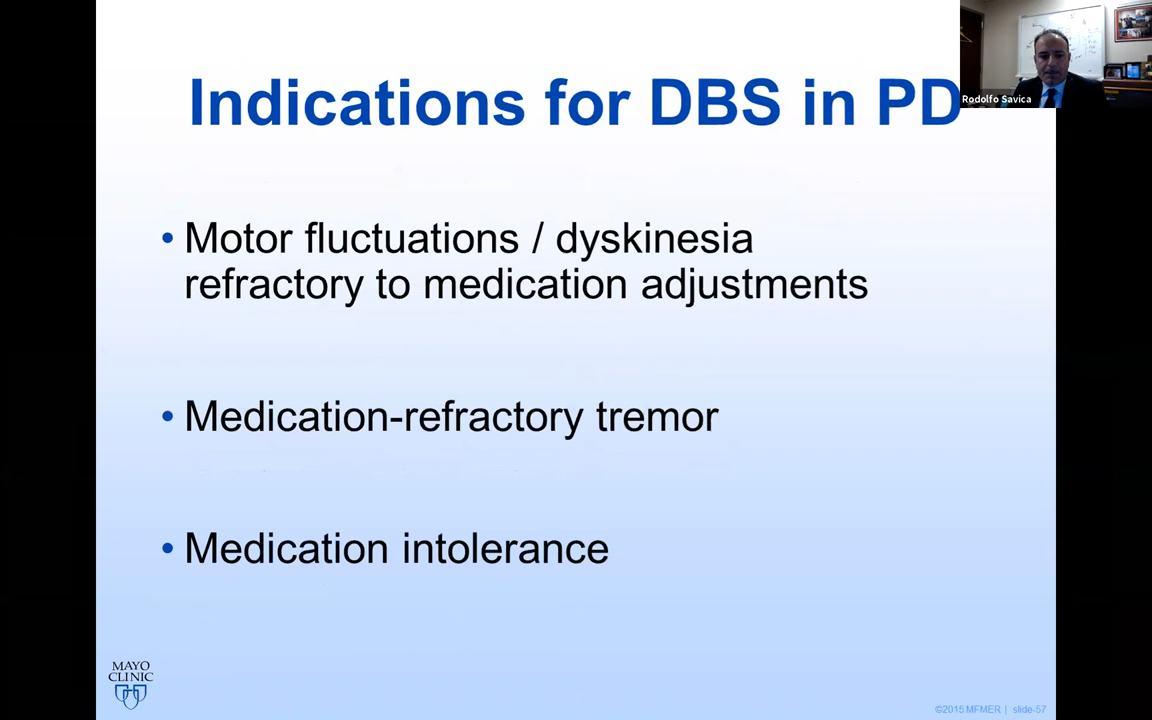 Indications for DBS in PD
Rodolfo Savica
• Motor fluctuations / dyskinesia
refractory to medication adjustments
• Medication-refractory tremor
• Medication intolerance
MAYO
CLINIC
©2015 MFMER | slide-57